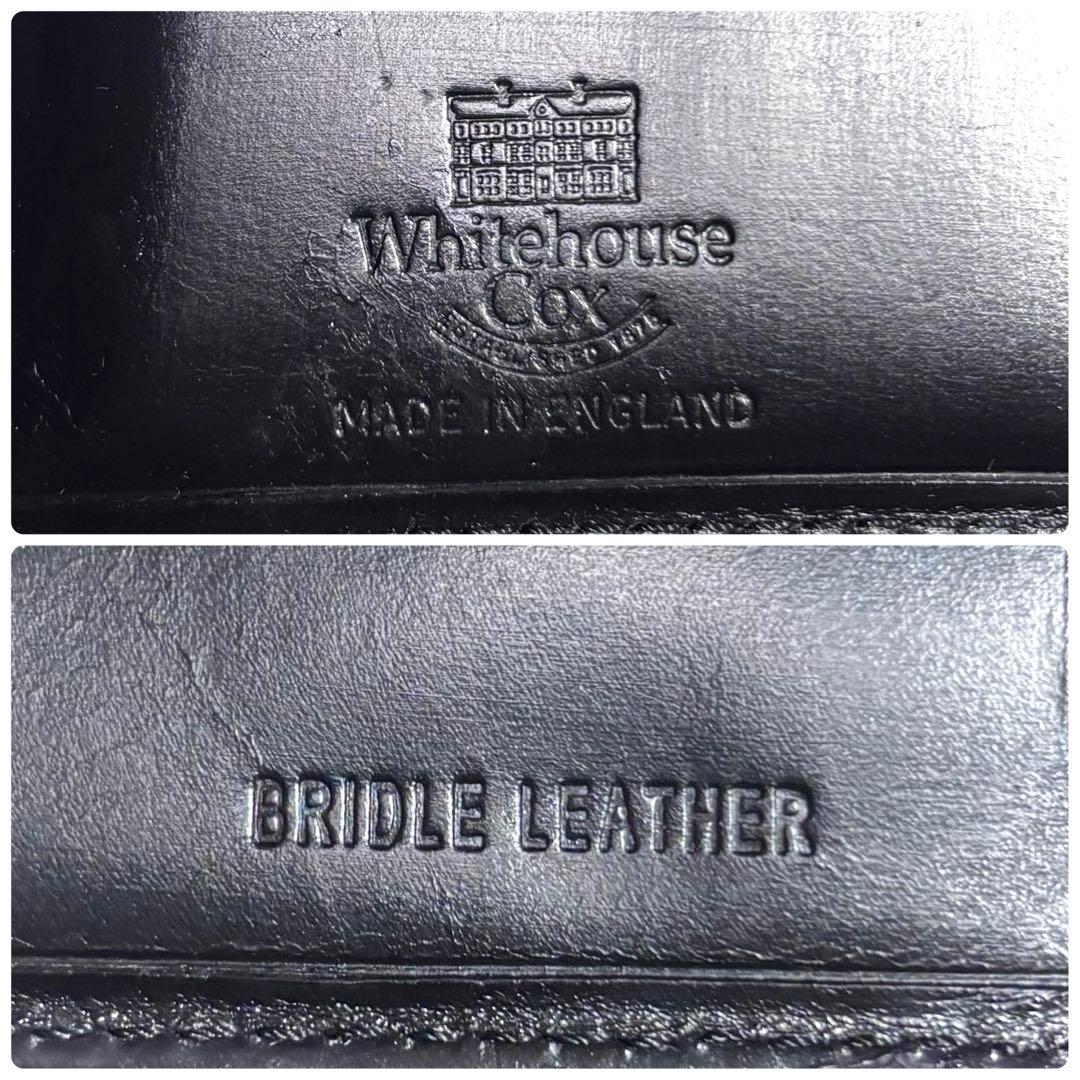 Whitehouse
Cox
ESTABLISHED 1875
MADE IN ENGLAND
BRIDLE LEATHER